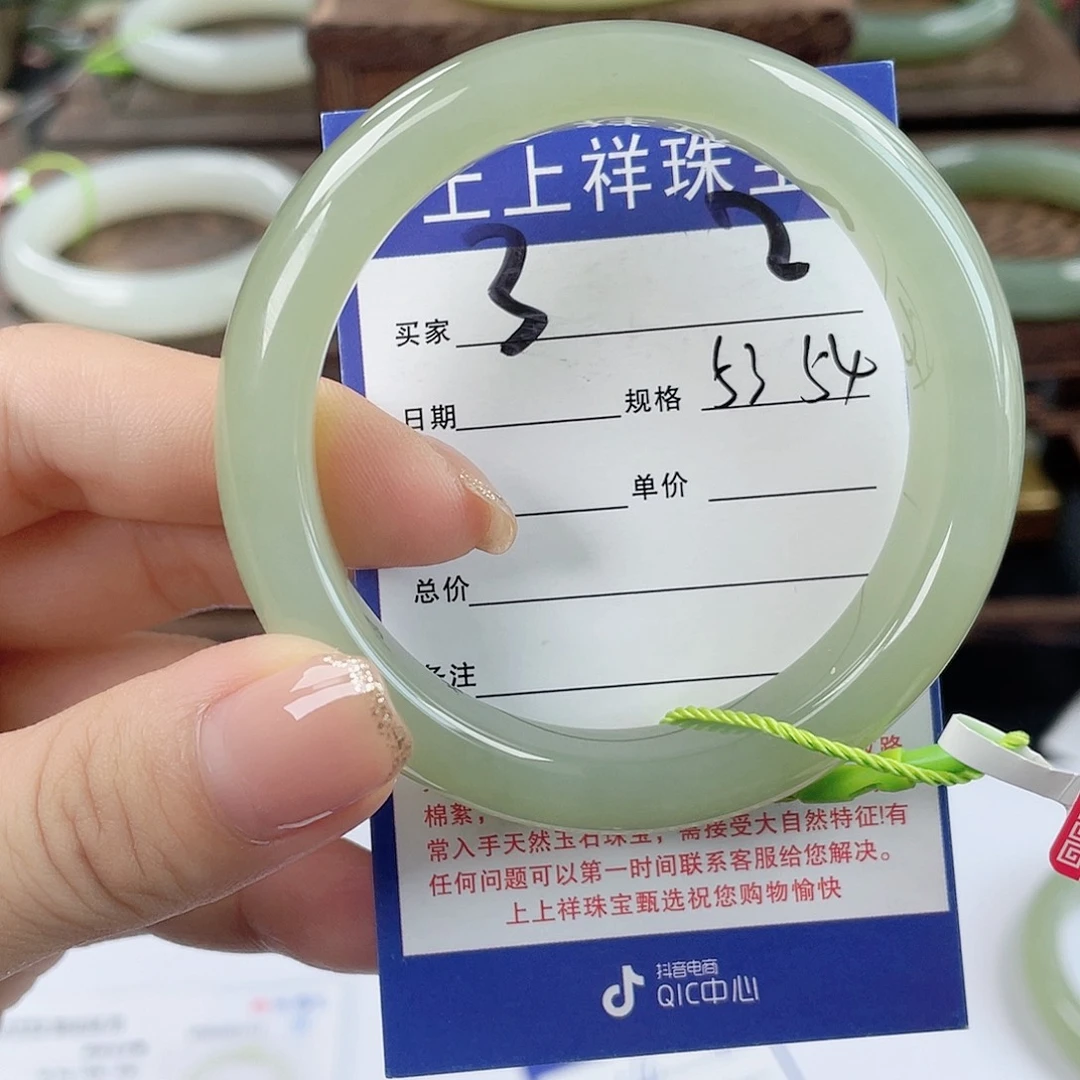 上上祥珠宝
3 2
买家
日期 规格 53 54
单价
总价
备注
棉絮，
常入手天然玉石珠宝，需接受大自然特征!有
任何问题可以第一时间联系客服给您解决。
上上祥珠宝甄选祝您购物愉快
抖音电商
QIC中心